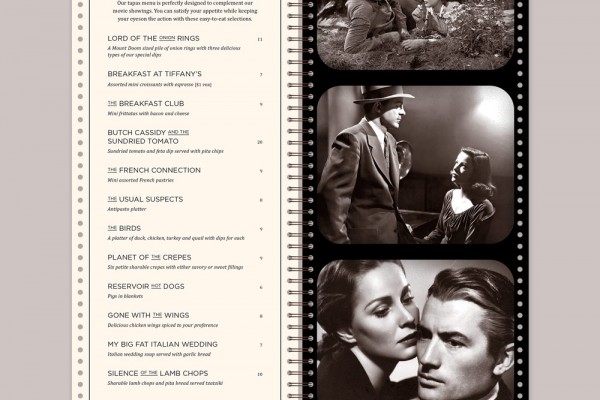 Our tapas menu is perfectly designed to complement our
movie showings. You can satisfy your appetite while keeping
your eyes on the action with these easy-to-eat selections.
LORD OF THE ONION RINGS 11
A Mount Doom sized pile of onion rings with three delicious
types of our special dips
BREAKFAST AT TIFFANY'S 7
Assorted mini croissants with espresso
THE BREAKFAST CLUB 9
Mini frittatas with bacon and cheese
BUTCH CASSIDY AND THE
SUNDRIED TOMATO 20
Sundried tomato and feta dip served with pita chips
THE FRENCH CONNECTION 9
Mini assorted French pastries
THE USUAL SUSPECTS 8
Antipasto platter
THE BIRDS 9
A platter of duck, chicken, turkey and quail with dips for each
PLANET OF THE CREPES 9
Six petite sharable crepes with either savory or sweet fillings
RESERVOIR HOT DOGS 6
Pigs in blankets
GONE WITH THE WINGS 8
Delicious chicken wings spiced to your preference
MY BIG FAT ITALIAN WEDDING 7
Italian wedding soup served with garlic bread
SILENCE OF THE LAMB CHOPS 10
Sharable lamb chops and pita bread served tzatziki